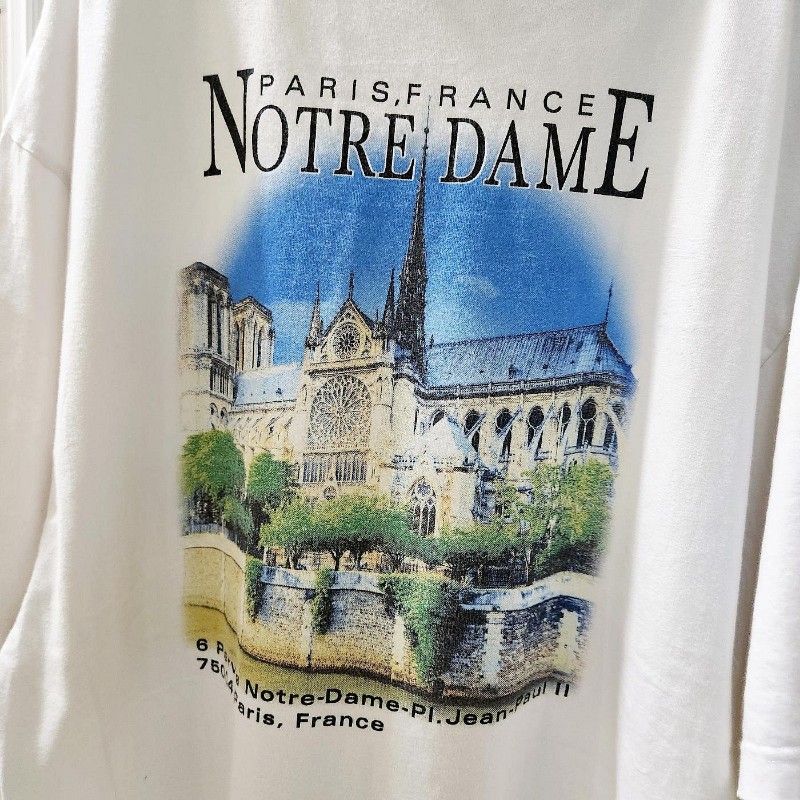 PARIS, FRANCE
NOTRE DAME
6 Notre-Dame-Pl. Jean-Paul II
Paris, France